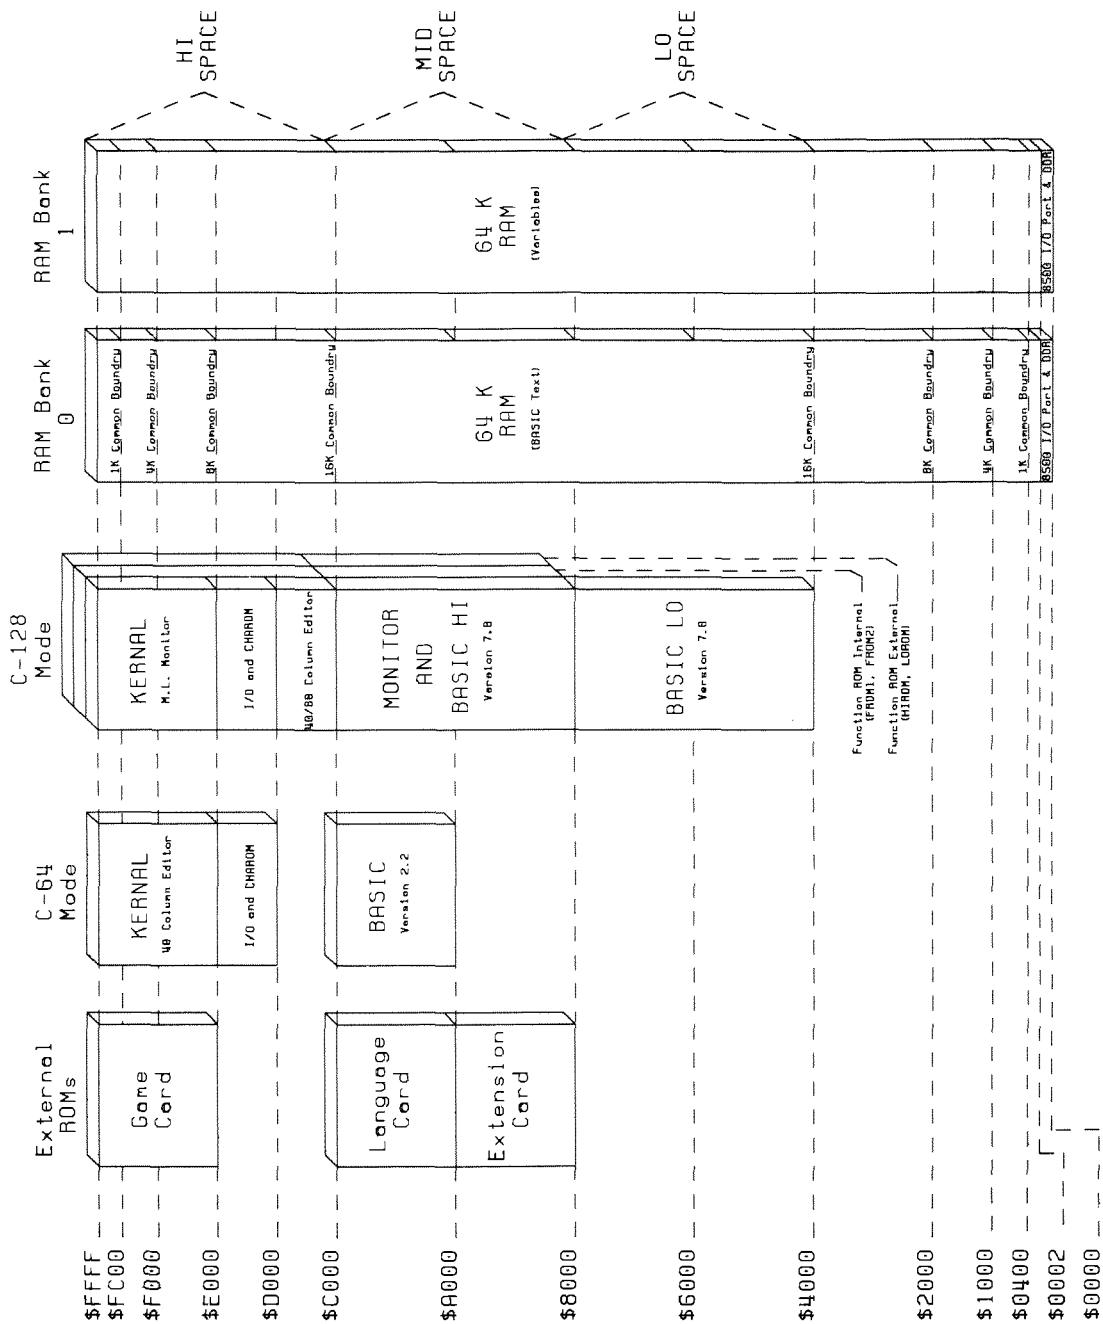 $FFFF
$FC00
$F000
$E000
$D000
$C000
$A000
$8000
$6000
$4000
$2000
$1000
$0400
$0002
$0000
External
ROMs
Game
Card
Language
Card
Extension
Card
C-64
Mode
KERNAL
40 Column Editor
I/O and CHAROM
BASIC
Version 2.2
C-128
Mode
KERNAL
M.L. Monitor
I/O and CHAROM
40/80 Column Editor
MONITOR
AND
BASIC HI
Version 7.0
BASIC LO
Version 7.0
Function ROM Internal
(FROM1, FROM2)
Function ROM External
(HIROM, LOROM)
RAM Bank
0
1K Common Boundry
4K Common Boundry
8K Common Boundry
16K Common Boundry
64 K
RAM
(BASIC Text)
16K Common Boundry
8K Common Boundry
4K Common Boundry
1K Common Boundry
8500 I/O Port & DDR
RAM Bank
1
64 K
RAM
(Variables)
8500 I/O Port & DDR
HI
SPACE
MID
SPACE
LO
SPACE